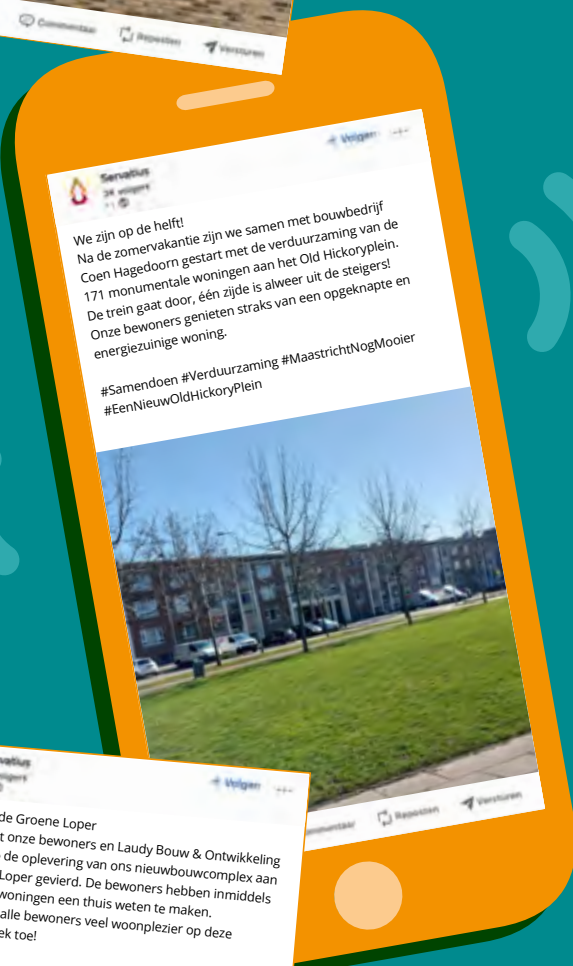 Commentaar Reposten Versturen
Servatius
+ Volgen
We zijn op de helft!
Na de zomervakantie zijn we samen met bouwbedrijf
Coen Hagedoorn gestart met de verduurzaming van de
171 monumentale woningen aan het Old Hickoryplein.
De trein gaat door, één zijde is alweer uit de steigers!
Onze bewoners genieten straks van een opgeknapte en
energiezuinige woning.
#Samendoen #Verduurzaming #MaastrichtNogMooier
#EenNieuwOldHickoryPlein
Reposten Versturen
+ Volgen
de Groene Loper
t onze bewoners en Laudy Bouw & Ontwikkeling
de oplevering van ons nieuwbouwcomplex aan
Loper gevierd. De bewoners hebben inmiddels
woningen een thuis weten te maken.
alle bewoners veel woonplezier op deze
ek toe!